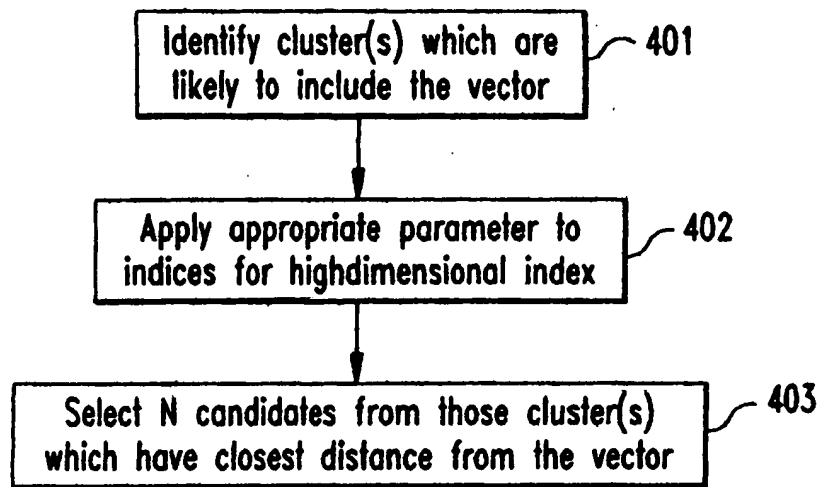 Identify cluster(s) which are
likely to include the vector
401
Apply appropriate parameter to
indices for highdimensional index
402
Select N candidates from those cluster(s)
which have closest distance from the vector
403